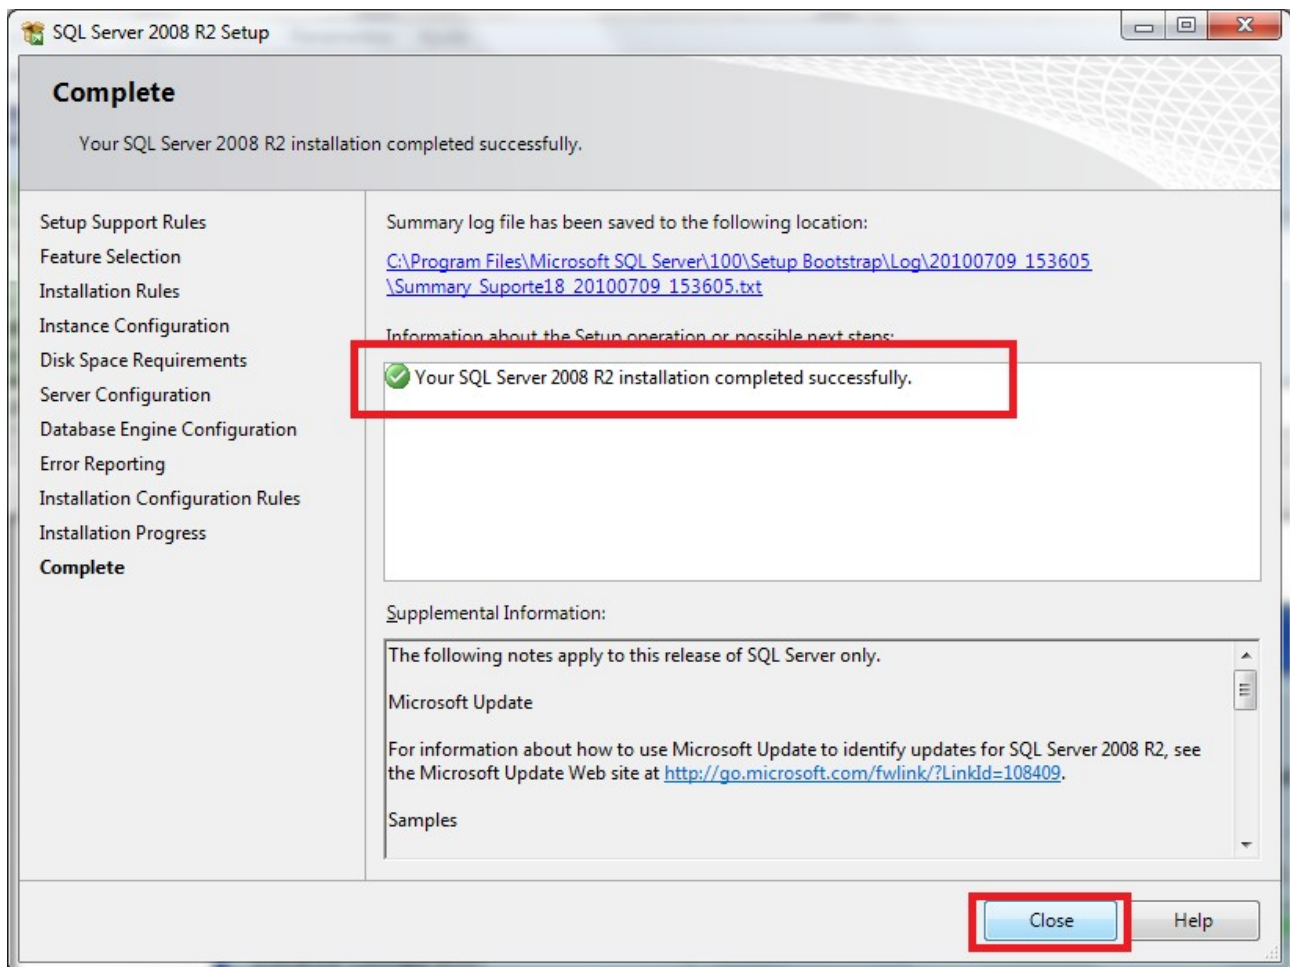 SQL Server 2008 R2 Setup
Complete
Your SQL Server 2008 R2 installation completed successfully.
Setup Support Rules
Feature Selection
Installation Rules
Instance Configuration
Disk Space Requirements
Server Configuration
Database Engine Configuration
Error Reporting
Installation Configuration Rules
Installation Progress
Complete
Summary log file has been saved to the following location:
C:\Program Files\Microsoft SQL Server\100\Setup Bootstrap\Log\20100709_153605
\Summary_Suporte18_20100709_153605.txt
Information about the Setup operation or possible next steps:
Your SQL Server 2008 R2 installation completed successfully.
Supplemental Information:
The following notes apply to this release of SQL Server only.
Microsoft Update
For information about how to use Microsoft Update to identify updates for SQL Server 2008 R2, see
the Microsoft Update Web site at http://go.microsoft.com/fwlink/?LinkId=108409.
Samples
Close
Help